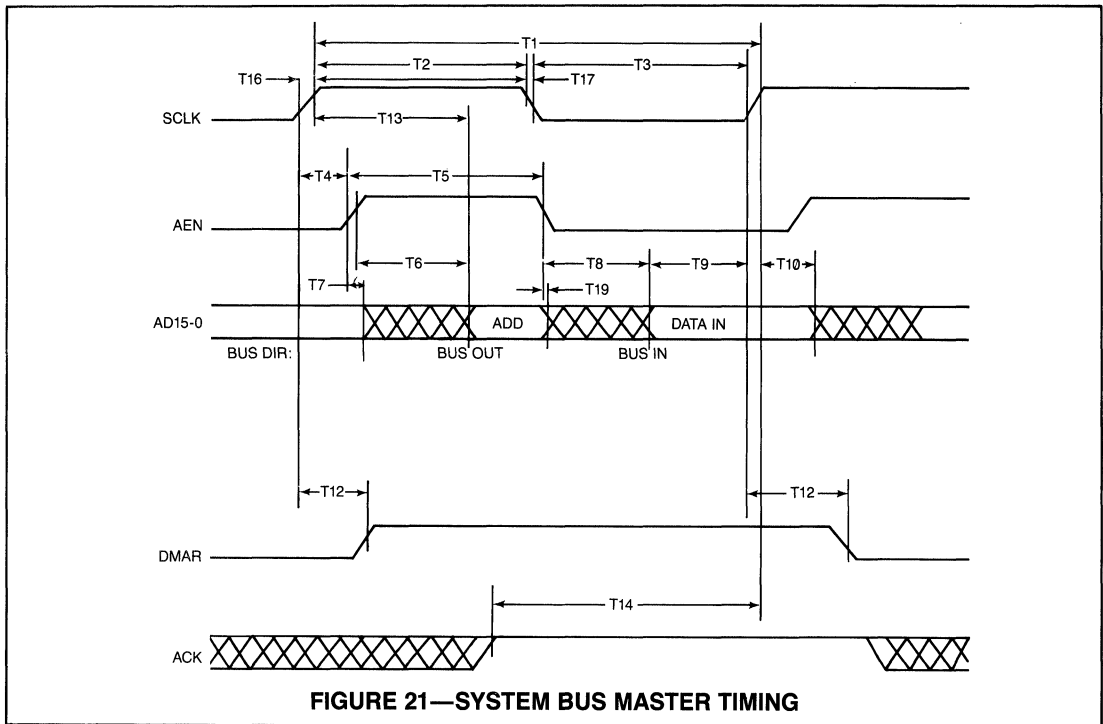 T1
T2
T3
T16
T17
SCLK
T13
T4
T5
AEN
T6
T8
T9
T10
T7
T19
AD15-0
ADD
DATA IN
BUS DIR:
BUS OUT
BUS IN
T12
T12
DMAR
T14
ACK
FIGURE 21—SYSTEM BUS MASTER TIMING